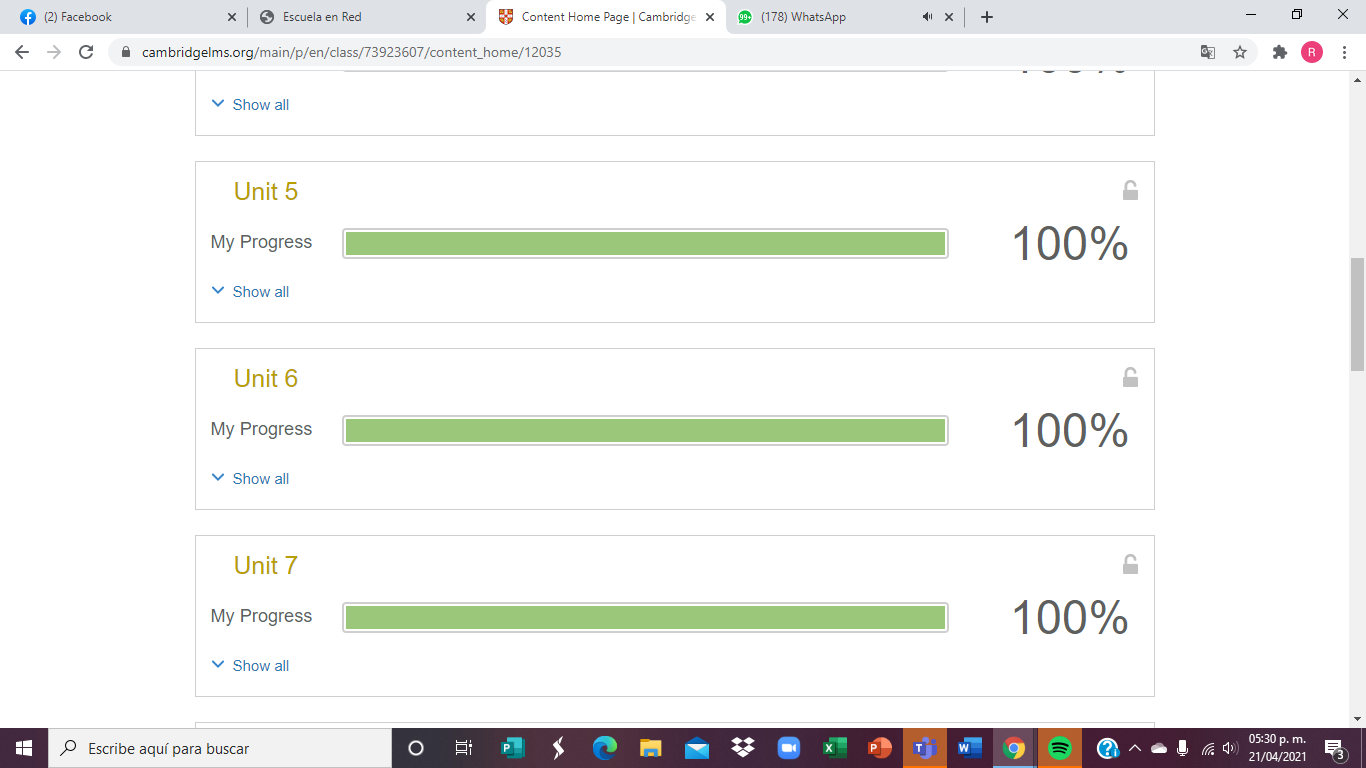 (2) Facebook
Escuela en Red
Content Home Page | Cambridge
99+
(178) WhatsApp
cambridgelms.org/main/p/en/class/73923607/content_home/12035
R
Show all
Unit 5
My Progress
100%
Show all
Unit 6
My Progress
100%
Show all
Unit 7
My Progress
100%
Show all
Escribe aquí para buscar
05:30 p. m.
21/04/2021
3